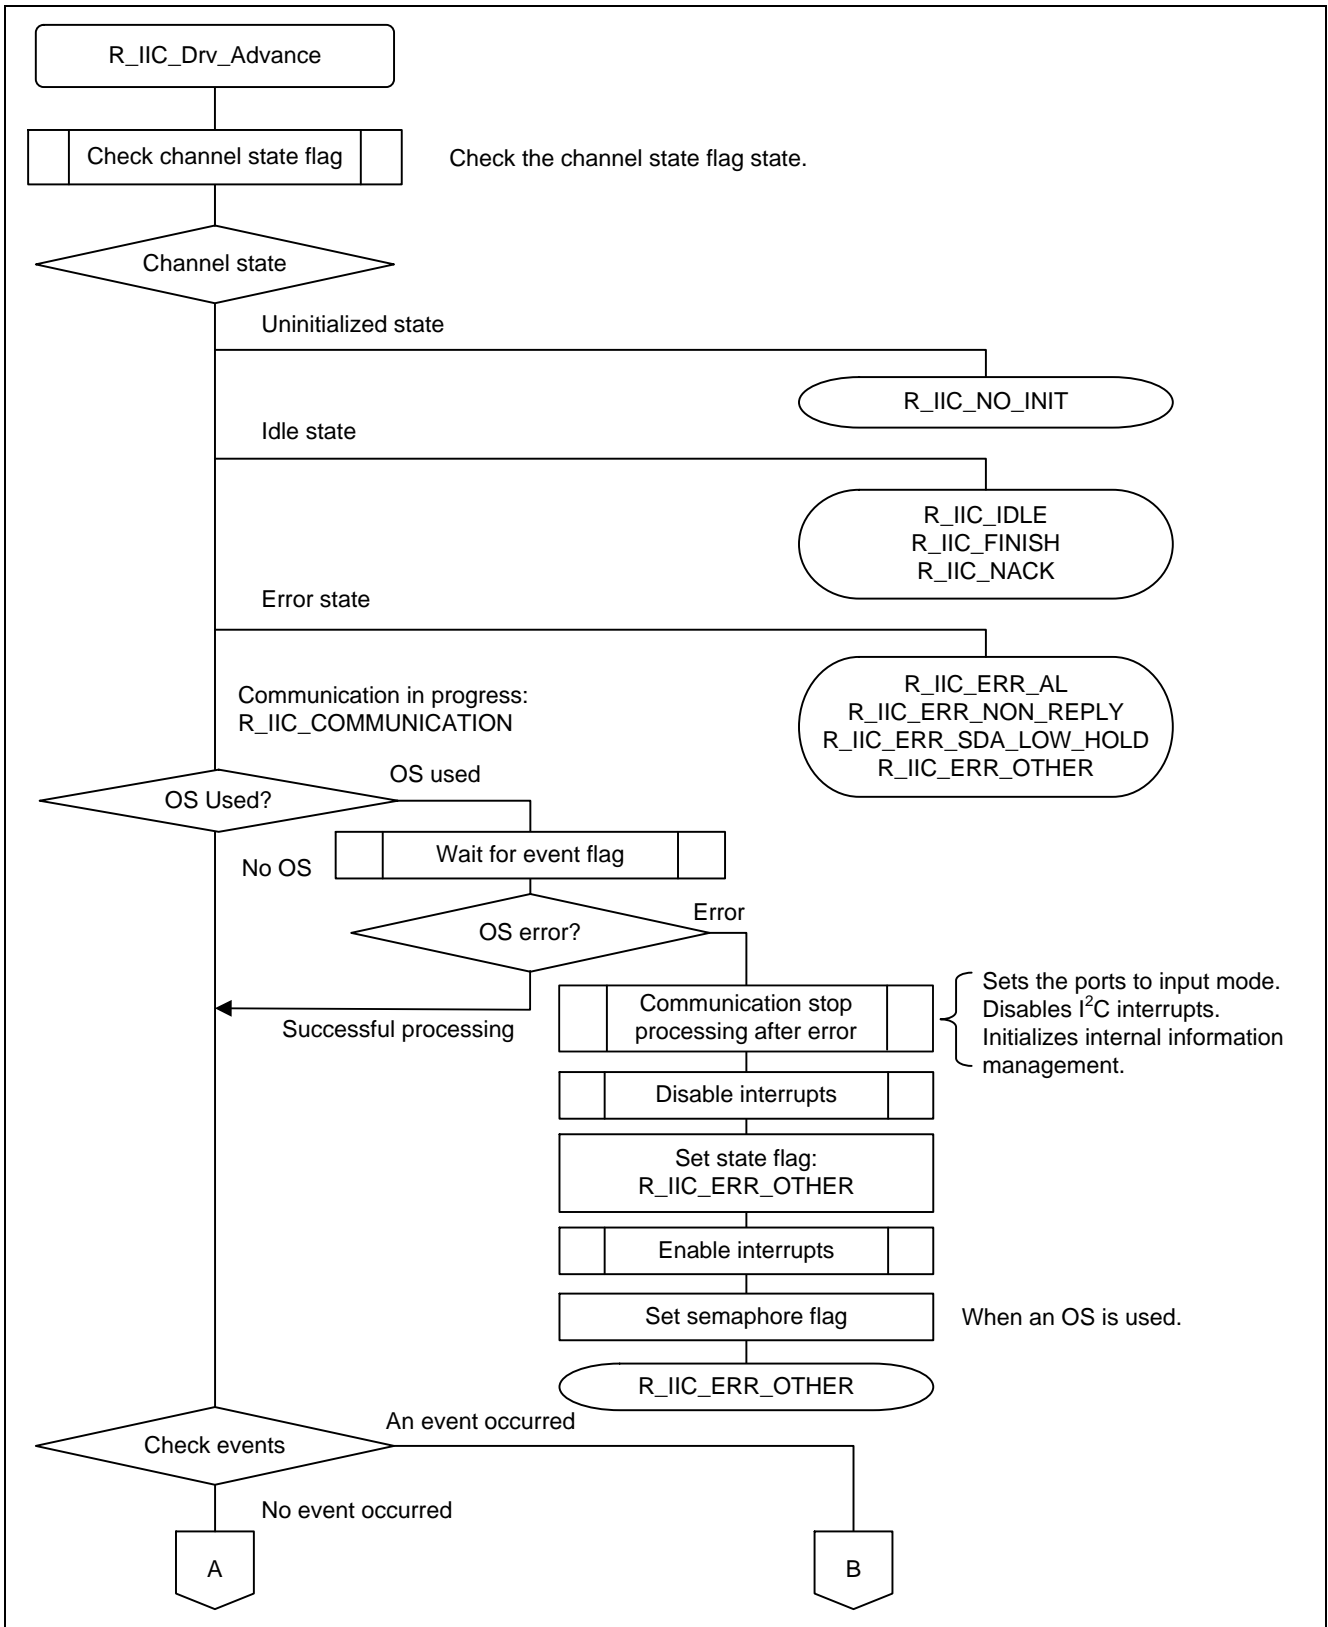 R_IIC_Drv_Advance
Check channel state flag
Check the channel state flag state.
Channel state
Uninitialized state
R_IIC_NO_INIT
Idle state
R_IIC_IDLE
R_IIC_FINISH
R_IIC_NACK
Error state
R_IIC_ERR_AL
R_IIC_ERR_NON_REPLY
R_IIC_ERR_SDA_LOW_HOLD
R_IIC_ERR_OTHER
Communication in progress:
R_IIC_COMMUNICATION
OS Used?
OS used
No OS
Wait for event flag
OS error?
Error
Successful processing
Communication stop
processing after error
Sets the ports to input mode.
Disables I²C interrupts.
Initializes internal information
management.
Disable interrupts
Set state flag:
R_IIC_ERR_OTHER
Enable interrupts
Set semaphore flag
When an OS is used.
R_IIC_ERR_OTHER
Check events
An event occurred
No event occurred
A
B